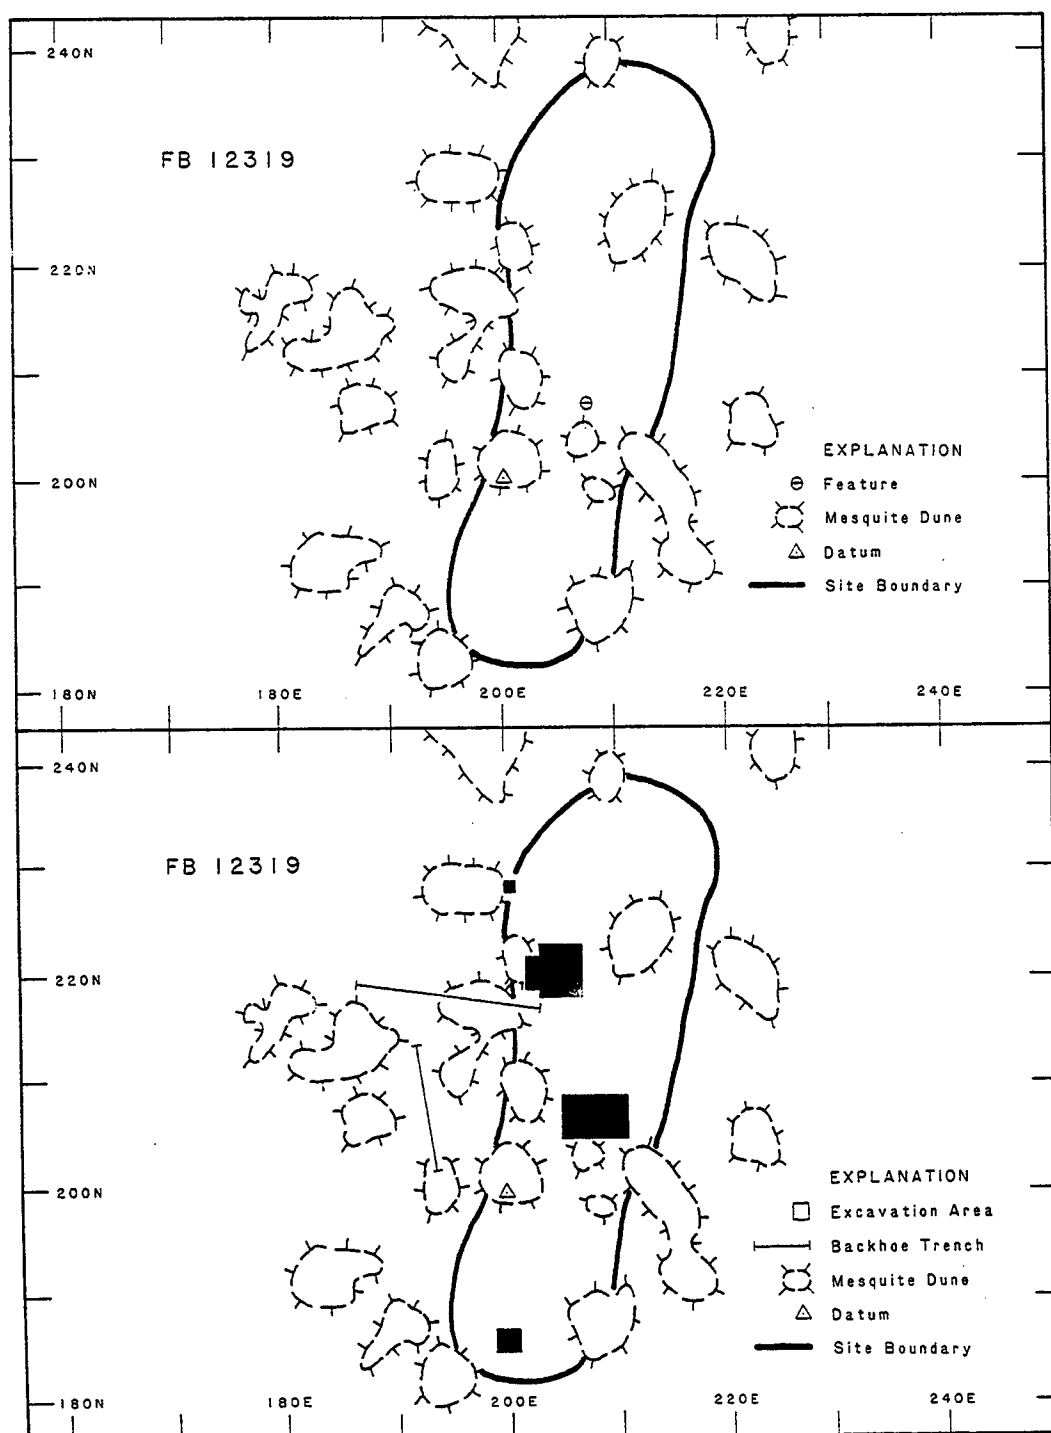 240N
FB 12319
220N
EXPLANATION
Feature
200N
Mesquite Dune
Datum
Site Boundary
180N
180E
200E
220E
240E
240N
FB 12319
220N
EXPLANATION
200N
Excavation Area
Backhoe Trench
Mesquite Dune
Datum
Site Boundary
180N
180E
200E
220E
240E